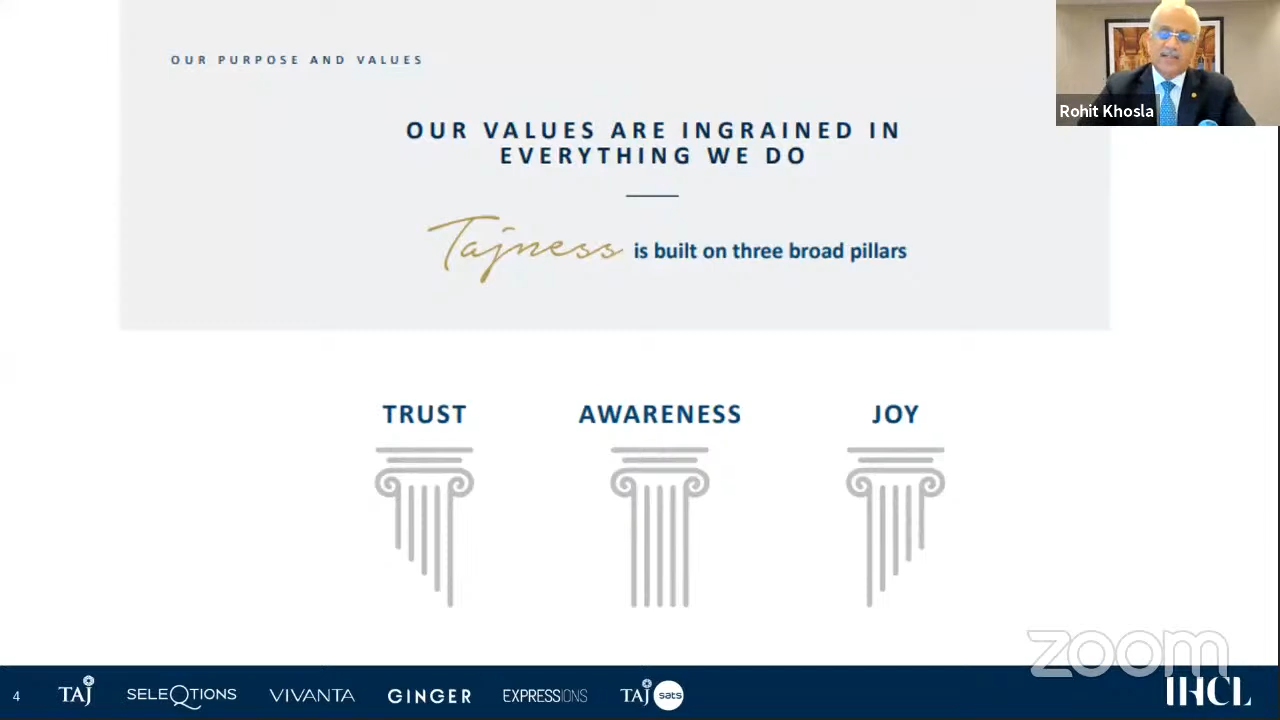 OUR PURPOSE AND VALUES
Rohit Khosla
OUR VALUES ARE INGRAINED IN
EVERYTHING WE DO
Tajness is built on three broad pillars
TRUST AWARENESS JOY
zoom
4 TAJ SELEQTIONS VIVANTA GINGER EXPRESSIONS TAJ sats IHCL